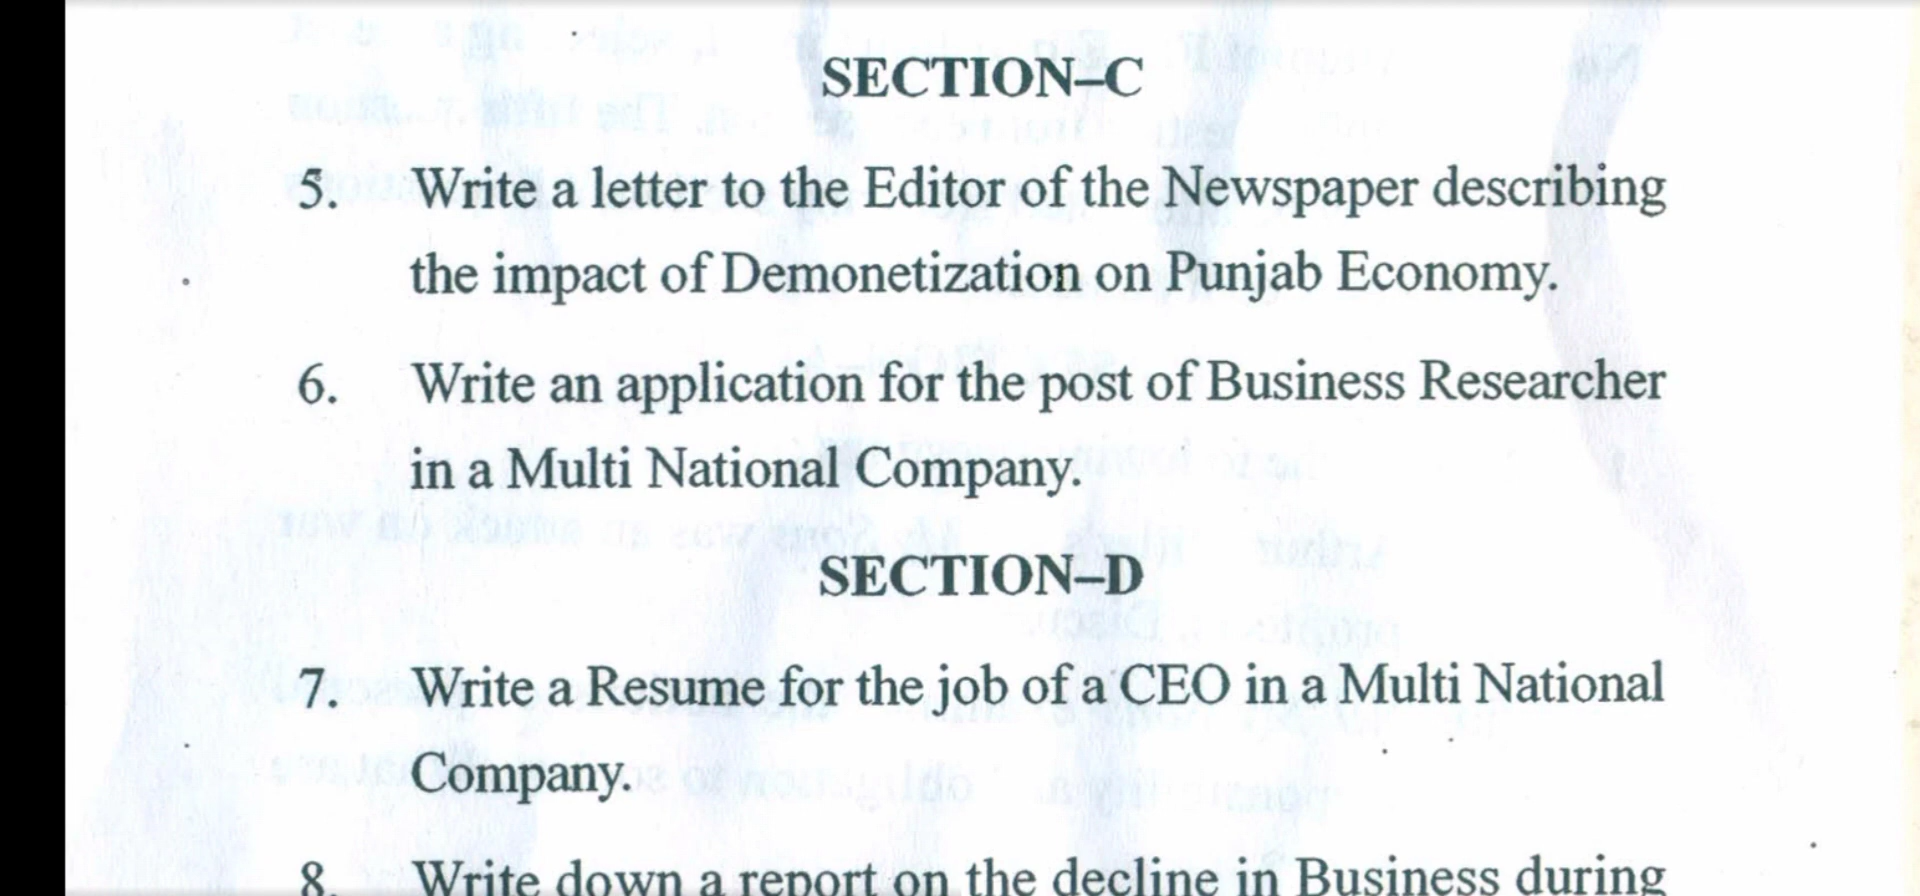 SECTION–C
5. Write a letter to the Editor of the Newspaper describing
the impact of Demonetization on Punjab Economy.
6. Write an application for the post of Business Researcher
in a Multi National Company.
SECTION–D
7. Write a Resume for the job of a CEO in a Multi National
Company.
8. Write down a report on the decline in Business during